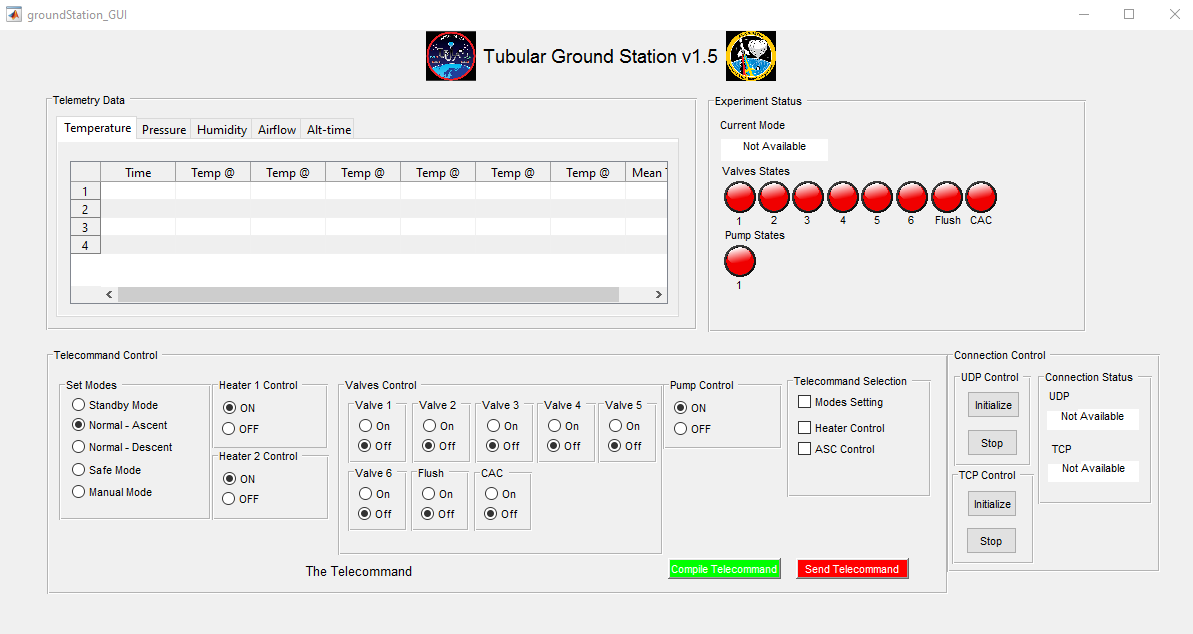 groundStation_GUI
Tubular Ground Station v1.5
Telemetry Data
Temperature Pressure Humidity Airflow Alt-time
Time Temp @ Temp @ Temp @ Temp @ Temp @ Temp @ Mean
1
2
3
4
Experiment Status
Current Mode
Not Available
Valves States
1 2 3 4 5 6 Flush CAC
Pump States
1
Telecommand Control
Set Modes
Standby Mode
Normal - Ascent
Normal - Descent
Safe Mode
Manual Mode
Heater 1 Control
ON
OFF
Heater 2 Control
ON
OFF
Valves Control
Valve 1 Valve 2 Valve 3 Valve 4 Valve 5
On On On On On
Off Off Off Off Off
Valve 6 Flush CAC
On On On
Off Off Off
Pump Control
ON
OFF
Telecommand Selection
Modes Setting
Heater Control
ASC Control
The Telecommand
Compile Telecommand
Send Telecommand
Connection Control
UDP Control
Initialize
Stop
TCP Control
Initialize
Stop
Connection Status
UDP
Not Available
TCP
Not Available